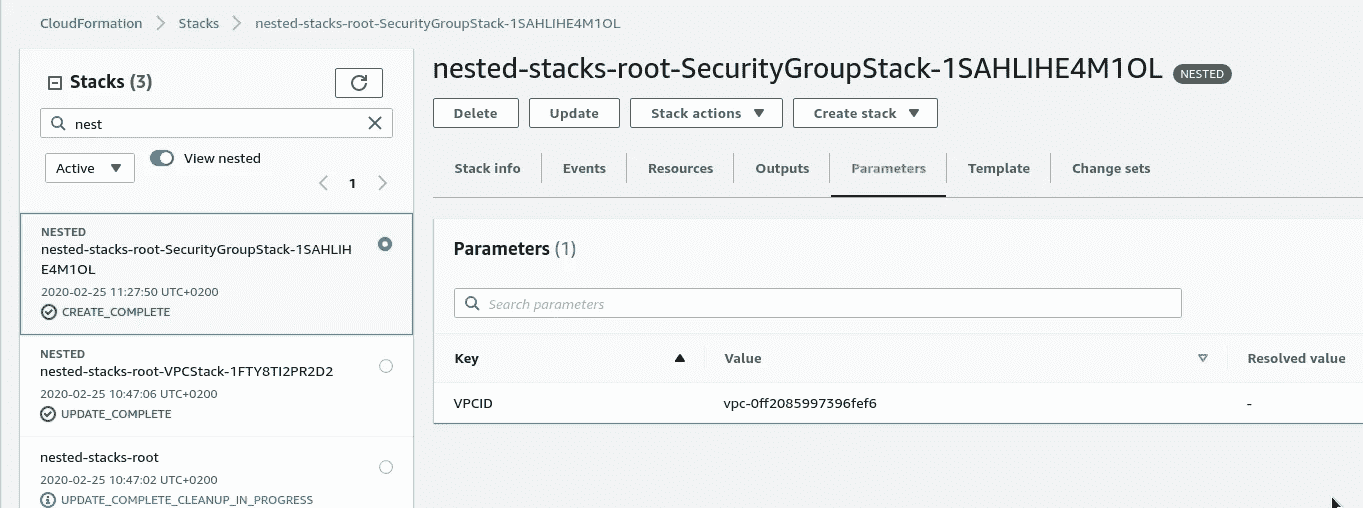 CloudFormation > Stacks > nested-stacks-root-SecurityGroupStack-1SAHLIHE4M1OL
Stacks (3)
nest
Active
View nested
1
NESTED
nested-stacks-root-SecurityGroupStack-1SAHLIH
E4M1OL
2020-02-25 11:27:50 UTC+0200
CREATE_COMPLETE
NESTED
nested-stacks-root-VPCStack-1FTY8TI2PR2D2
2020-02-25 10:47:06 UTC+0200
UPDATE_COMPLETE
nested-stacks-root
2020-02-25 10:47:02 UTC+0200
UPDATE_COMPLETE_CLEANUP_IN_PROGRESS
nested-stacks-root-SecurityGroupStack-1SAHLIHE4M1OL NESTED
Delete Update Stack actions Create stack
Stack info Events Resources Outputs Parameters Template Change sets
Parameters (1)
Search parameters
Key Value Resolved value
VPCID vpc-0ff2085997396fef6 -